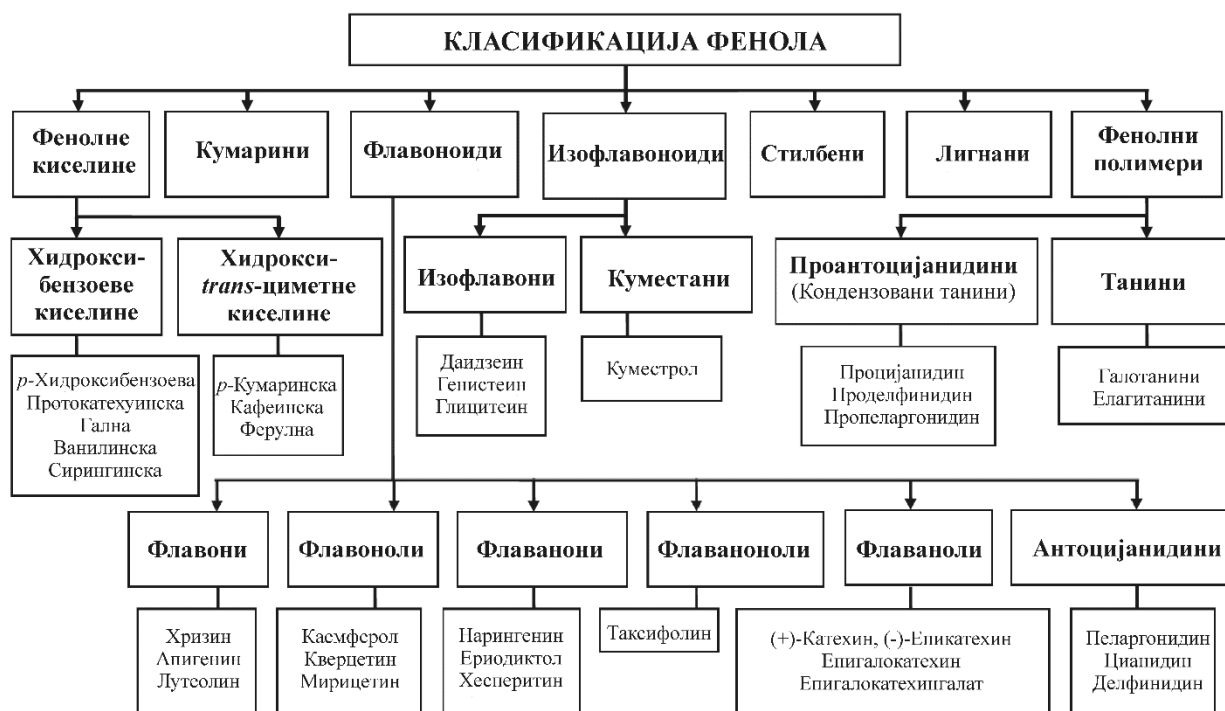 КЛАСИФИКАЦИЈА ФЕНОЛА
Фенолне
киселине
Кумарини
Флавоноиди
Изофлавоноиди
Стилбени
Лигнани
Фенолни
полимери
Хидрокси-
бензоеве
киселине
Хидрокси-
trans-циметне
киселине
Изофлавони
Куместани
Проантоцијанидини
(Кондензовани танини)
Танини
p-Хидроксибензоева
Протокатехуинска
Гална
Ванилинска
Сирингинска
p-Кумаринска
Кафеинска
Ферулна
Даидзеин
Генистеин
Глицитеин
Куместрол
Процијанидин
Проделфинидин
Пропеларгонидин
Галотанини
Елагитанини
Флавони
Флавоноли
Флаванони
Флаваноноли
Флаваноли
Антоцијанидини
Хризин
Апигенин
Лутеолин
Каемферол
Кверцетин
Мирицетин
Нарингенин
Ериодиктол
Хесперитин
Таксифолин
(+)-Катехин, (-)-Епикатехин
Епигалокатехин
Епигалокатехингалат
Пеларгонидин
Цианидин
Делфинидин